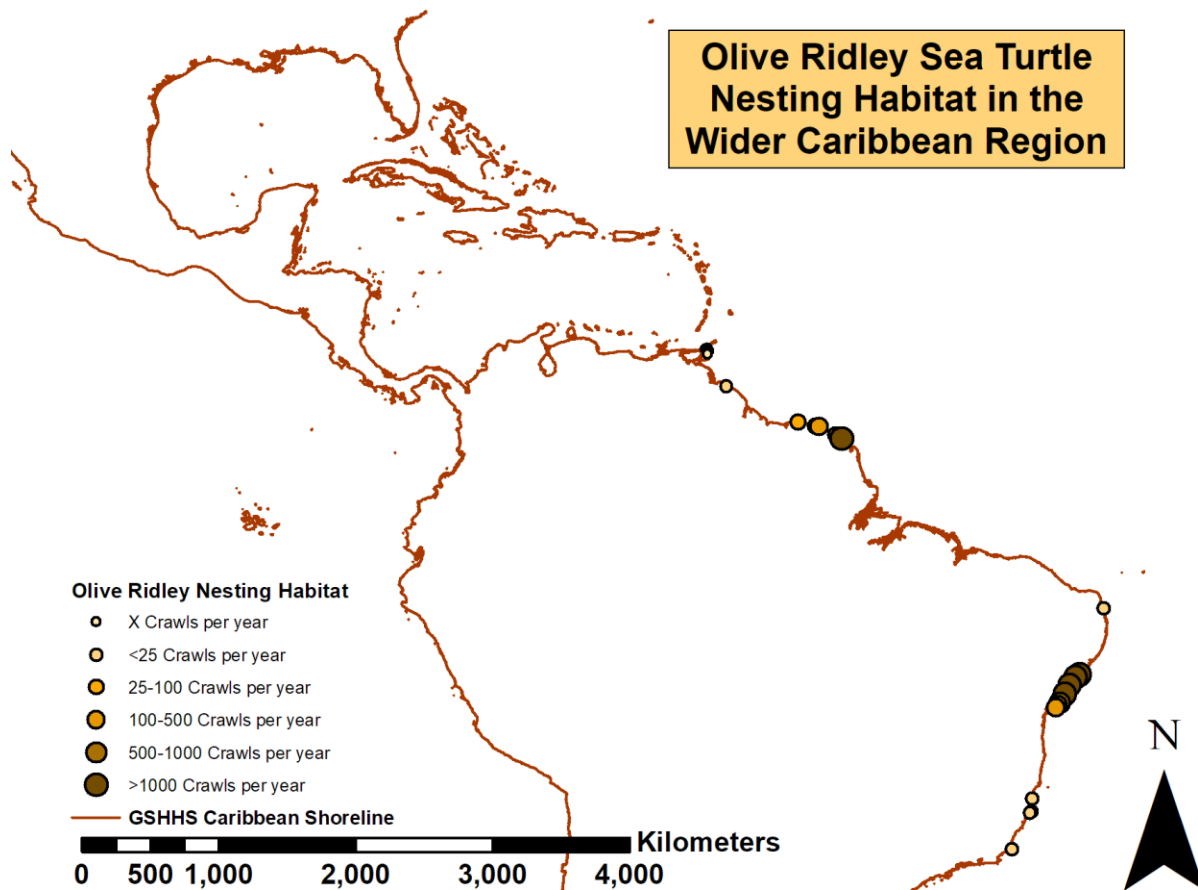 Olive Ridley Sea Turtle
Nesting Habitat in the
Wider Caribbean Region
Olive Ridley Nesting Habitat
X Crawls per year
<25 Crawls per year
25-100 Crawls per year
100-500 Crawls per year
500-1000 Crawls per year
>1000 Crawls per year
GSHHS Caribbean Shoreline
Kilometers
0 500 1,000 2,000 3,000 4,000
N